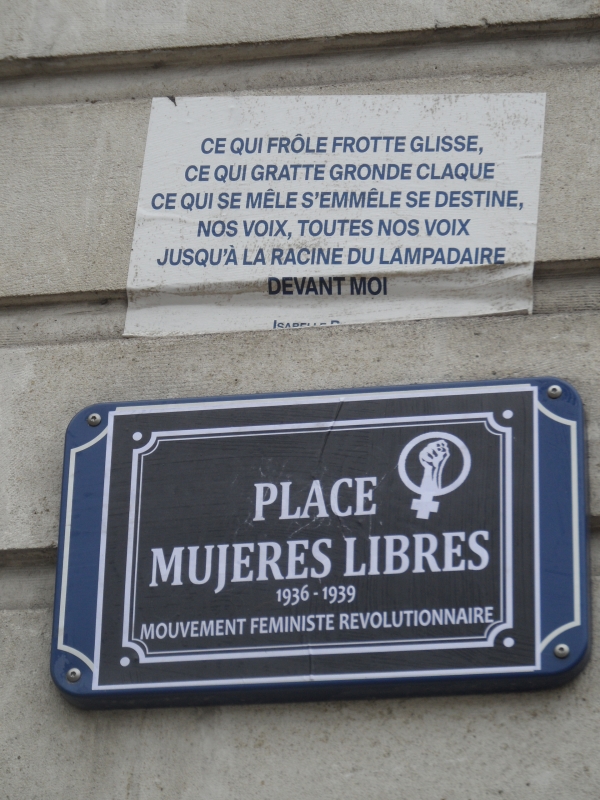 CE QUI FRÔLE FROTTE GLISSE,
CE QUI GRATTE GRONDE CLAQUE
CE QUI SE MÊLE S'EMMÊLE SE DESTINE,
NOS VOIX, TOUTES NOS VOIX
JUSQU'À LA RACINE DU LAMPADAIRE
DEVANT MOI
ISABELLE
PLACE
MUJERES LIBRES
1936 - 1939
MOUVEMENT FEMINISTE REVOLUTIONNAIRE